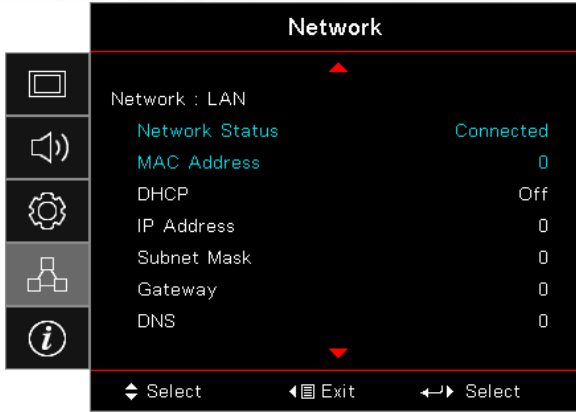 Network
Network : LAN
Network Status Connected
MAC Address 0
DHCP Off
IP Address 0
Subnet Mask 0
Gateway 0
DNS 0
Select Exit Select